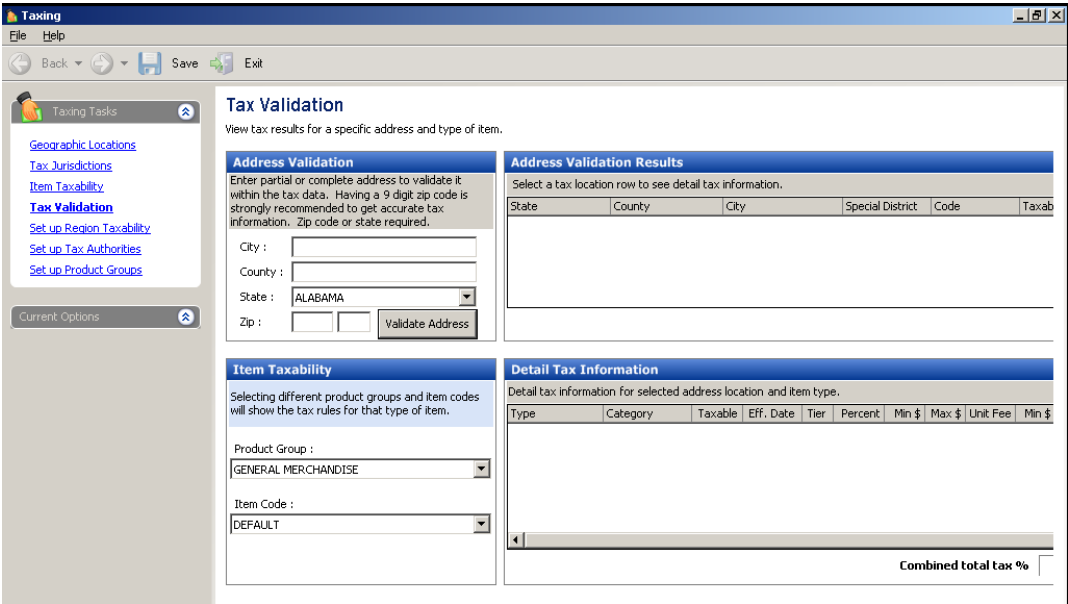 Taxing
File Help
Back Save Exit
Taxing Tasks
Geographic Locations
Tax Jurisdictions
Item Taxability
Tax Validation
Set up Region Taxability
Set up Tax Authorities
Set up Product Groups
Current Options
Tax Validation
View tax results for a specific address and type of item.
Address Validation
Enter partial or complete address to validate it
within the tax data. Having a 9 digit zip code is
strongly recommended to get accurate tax
information. Zip code or state required.
City :
County :
State : ALABAMA
Zip : Validate Address
Address Validation Results
Select a tax location row to see detail tax information.
State County City Special District Code Taxab
Item Taxability
Selecting different product groups and item codes
will show the tax rules for that type of item.
Product Group :
GENERAL MERCHANDISE
Item Code :
DEFAULT
Detail Tax Information
Detail tax information for selected address location and item type.
Type Category Taxable Eff. Date Tier Percent Min $ Max $ Unit Fee Min $
Combined total tax %